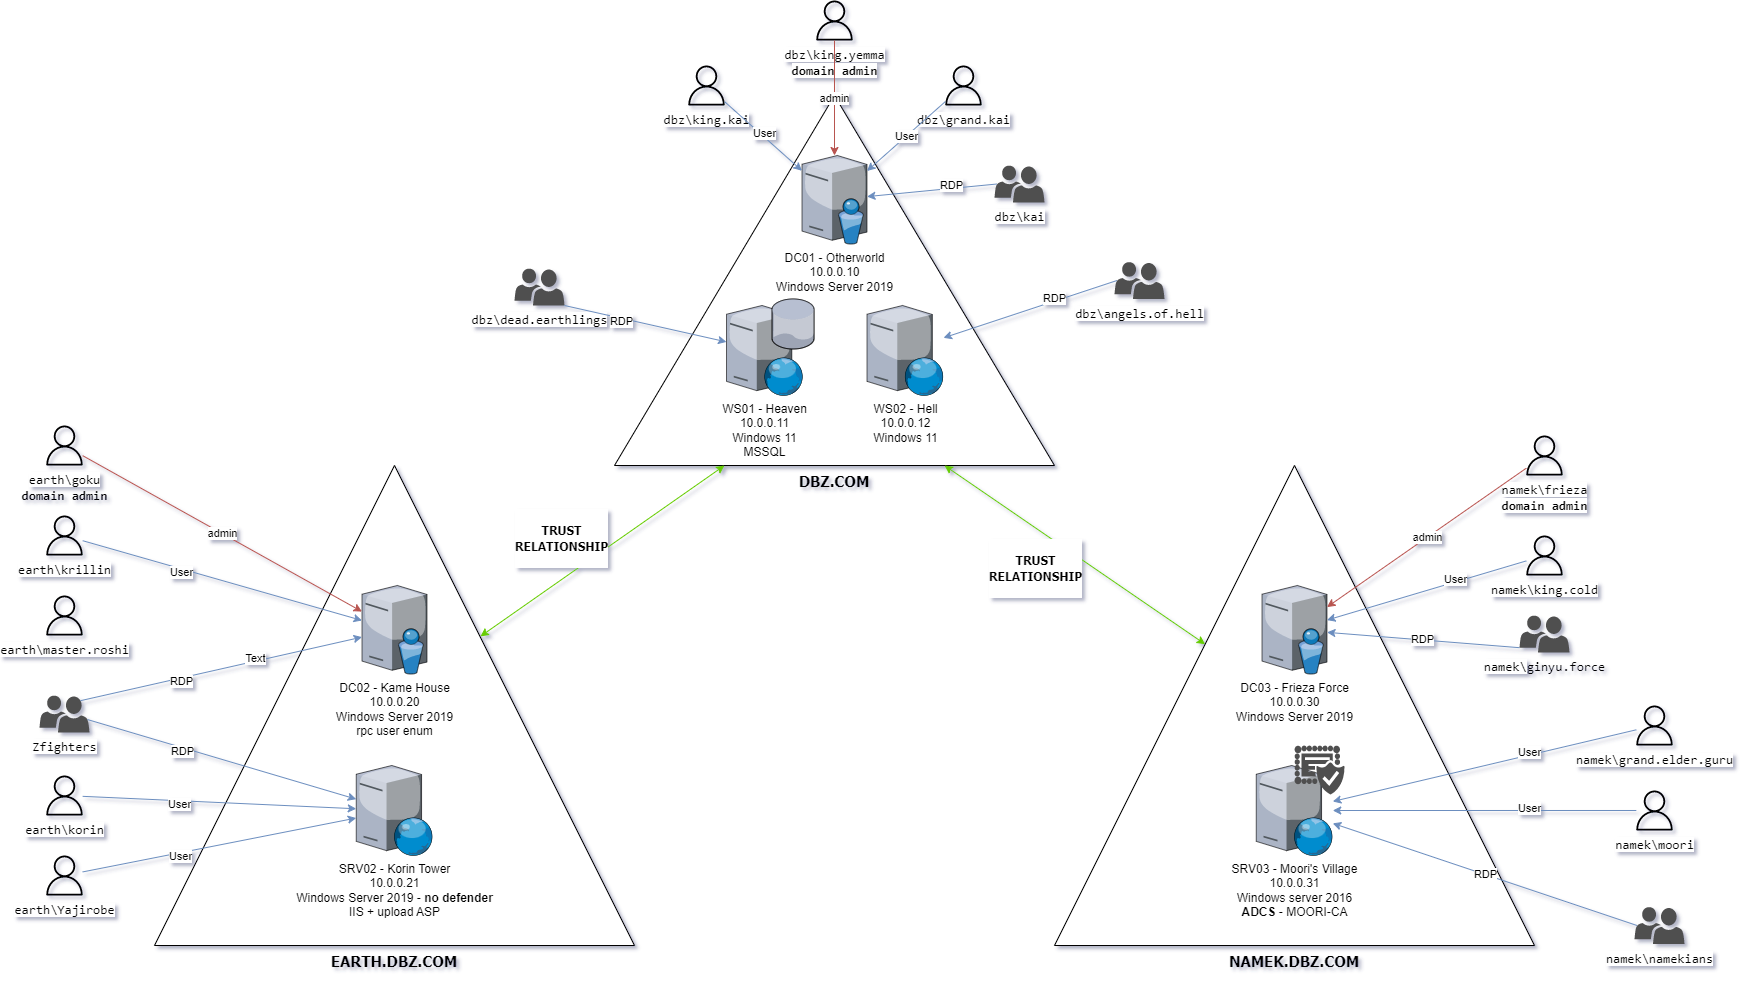 dbz\king.yemma
domain admin
admin
dbz\king.kai
User
dbz\grand.kai
User
RDP
dbz\kai
DC01 - Otherworld
10.0.0.10
Windows Server 2019
dbz\dead.earthlings
RDP
RDP
dbz\angels.of.hell
WS01 - Heaven
10.0.0.11
Windows 11
MSSQL
WS02 - Hell
10.0.0.12
Windows 11
DBZ.COM
TRUST
RELATIONSHIP
TRUST
RELATIONSHIP
earth\goku
domain admin
admin
earth\krillin
User
earth\master.roshi
Text
RDP
Zfighters
RDP
earth\korin
User
earth\Yajirobe
User
DC02 - Kame House
10.0.0.20
Windows Server 2019
rpc user enum
SRV02 - Korin Tower
10.0.0.21
Windows Server 2019 - no defender
IIS + upload ASP
EARTH.DBZ.COM
namek\frieza
domain admin
admin
User
namek\king.cold
RDP
namek\ginyu.force
DC03 - Frieza Force
10.0.0.30
Windows Server 2019
User
namek\grand.elder.guru
User
namek\moori
RDP
namek\namekians
SRV03 - Moori's Village
10.0.0.31
Windows server 2016
ADCS - MOORI-CA
NAMEK.DBZ.COM